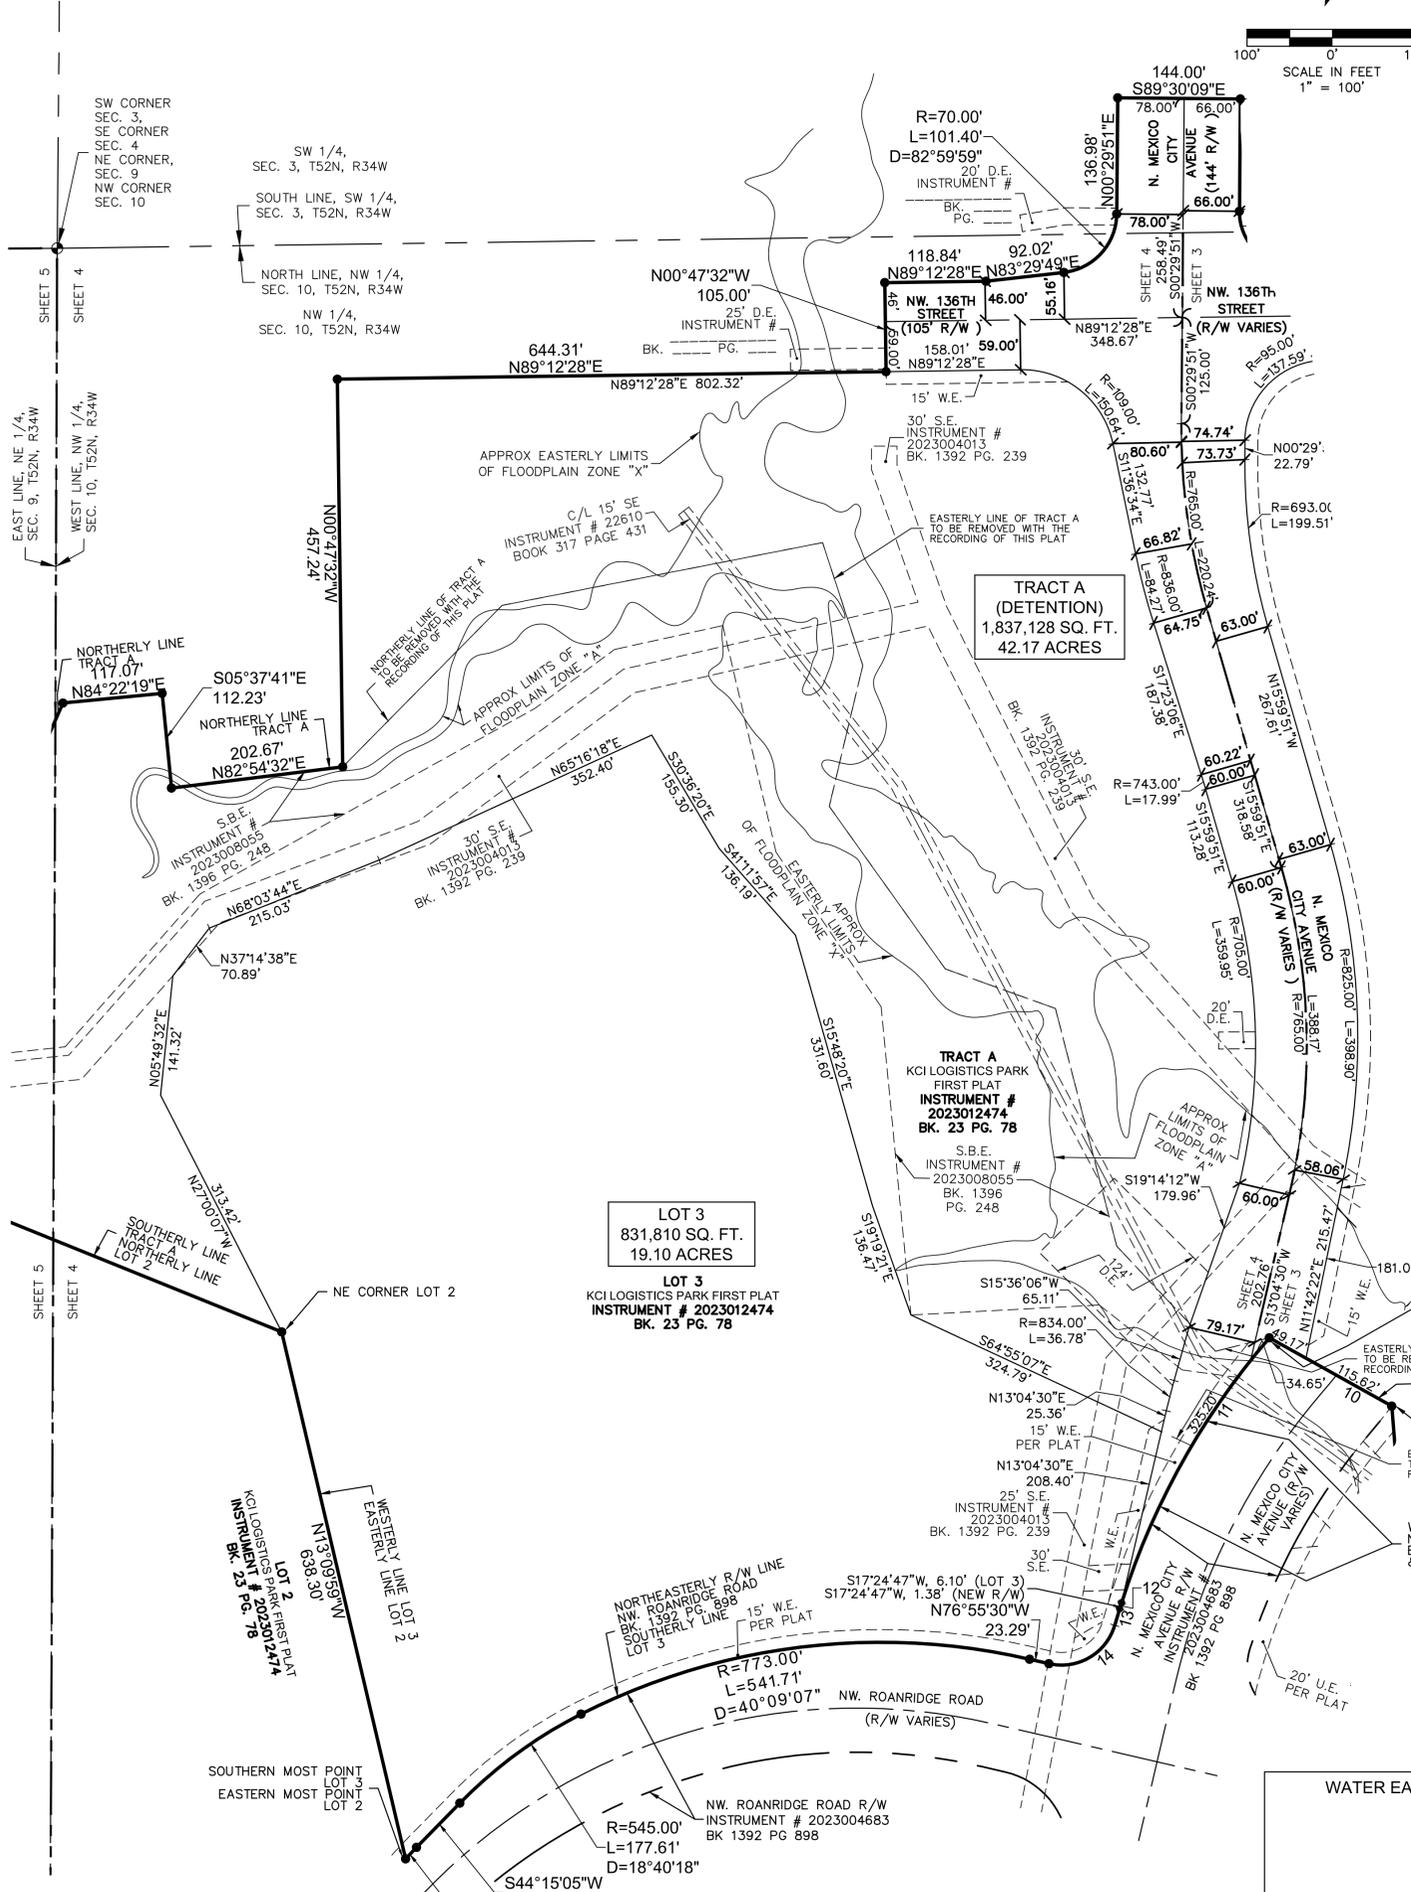 100'
0'
SCALE IN FEET
1" = 100'
SW CORNER
SEC. 3,
SE CORNER
SEC. 4
NE CORNER,
SEC. 9
NW CORNER
SEC. 10
SW 1/4,
SEC. 3, T52N, R34W
SOUTH LINE, SW 1/4,
SEC. 3, T52N, R34W
NORTH LINE, NW 1/4,
SEC. 10, T52N, R34W
NW 1/4,
SEC. 10, T52N, R34W
SHEET 5
SHEET 4
144.00'
S89°30'09"E
78.00'
66.00'
136.98'
N00°29'51"E
N. MEXICO
CITY
AVENUE
(144' R/W )
66.00'
78.00'
R=70.00'
L=101.40'
D=82°59'59"
20' D.E.
INSTRUMENT #
BK. ____
PG. ____
118.84'
N89°12'28"E
92.02'
N83°29'49"E
N00°47'32"W
105.00'
25' D.E.
INSTRUMENT #
BK. ____ PG. ____
46'
59.00'
NW. 136TH
STREET
(105' R/W )
46.00'
55.16'
158.01'
N89°12'28"E
59.00'
N89°12'28"E
348.67'
SHEET 4
258.49'
S00°29'51"W
SHEET 3
NW. 136Th
STREET
(R/W VARIES)
644.31'
N89°12'28"E
N89°12'28"E 802.32'
15' W.E.
S00°29'51"W
125.00'
R=95.00'
L=137.59'
R=109.00'
L=150.64'
74.74'
80.60'
73.73'
N00°29'
22.79'
30' S.E.
INSTRUMENT #
2023004013
BK. 1392 PG. 239
APPROX EASTERLY LIMITS
OF FLOODPLAIN ZONE "X"
EAST LINE, NE 1/4,
SEC. 9, T52N, R34W
WEST LINE, NW 1/4,
SEC. 10, T52N, R34W
N00°47'32"W
457.24'
C/L 15' SE
INSTRUMENT # 22610
BOOK 317 PAGE 431
EASTERLY LINE OF TRACT A
TO BE REMOVED WITH THE
RECORDING OF THIS PLAT
S11°36'34"E
132.77'
R=765.00'
L=220.24'
R=693.0
L=199.51'
66.82'
R=836.00'
L=84.27'
64.75'
63.00'
TRACT A
(DETENTION)
1,837,128 SQ. FT.
42.17 ACRES
NORTHERLY LINE OF TRACT A
TO BE REMOVED WITH THE
RECORDING OF THIS PLAT
NORTHERLY LINE
TRACT A
117.07'
N84°22'19"E
S05°37'41"E
112.23'
NORTHERLY LINE
TRACT A
202.67'
N82°54'32"E
APPROX LIMITS OF
FLOODPLAIN ZONE "A"
S17°23'06"E
187.38'
N15°59'51"W
267.61'
30' S.E.
INSTRUMENT #
2023004013
BK. 1392 PG. 239
N65°16'18"E
352.40'
S30°36'20"E
155.30'
60.22'
60.00'
R=743.00'
L=17.99'
S15°59'51"E
113.28'
S15°59'51"E
318.58'
S.B.E.
INSTRUMENT #
2023008055
BK. 1396 PG. 248
30' S.E.
INSTRUMENT #
2023004013
BK. 1392 PG. 239
S41°11'57"E
136.19'
APPROX
EASTERLY LIMITS
OF FLOODPLAIN ZONE "X"
63.00'
60.00'
N68°03'44"E
215.03'
N. MEXICO
CITY AVENUE
(R/W VARIES )
N37°14'38"E
70.89'
R=705.00'
L=359.95'
L=388.17'
R=765.00'
R=825.00' L=398.90'
N05°49'32"E
141.32'
S15°48'20"E
331.60'
20'
D.E.
TRACT A
KCI LOGISTICS PARK
FIRST PLAT
INSTRUMENT #
2023012474
BK. 23 PG. 78
S.B.E.
INSTRUMENT #
2023008055
BK. 1396
PG. 248
APPROX
LIMITS OF
FLOODPLAIN
ZONE "A"
S19°14'12"W
179.96'
58.06'
60.00'
313.42'
N27°00'07"W
LOT 3
831,810 SQ. FT.
19.10 ACRES
LOT 3
KCI LOGISTICS PARK FIRST PLAT
INSTRUMENT # 2023012474
BK. 23 PG. 78
S19°19'21"E
136.47'
SOUTHERLY LINE
TRACT A
NORTHERLY LINE
LOT 2
SHEET 5
SHEET 4
NE CORNER LOT 2
124'
D.E.
S15°36'06"W
65.11'
R=834.00'
L=36.78'
SHEET 4
202.76'
S13°04'30"W
SHEET 3
N11°42'22"E 215.47'
181.0
15' W.E.
79.17'
49.17'
S64°55'07"E
324.79'
34.65'
115.62'
10
EASTERLY
TO BE RE
RECORDIN
N13°04'30"E
25.36'
15' W.E.
PER PLAT
325.20'
11
N13°04'30"E
208.40'
25' S.E.
INSTRUMENT #
2023004013
BK. 1392 PG. 239
30'
S.E.
W.E.
N. MEXICO CITY
AVENUE (R/W
VARIES)
LOT 2
KCI LOGISTICS PARK FIRST PLAT
INSTRUMENT # 2023012474
BK. 23 PG. 78
N13°09'59"W
638.30'
WESTERLY LINE LOT 3
EASTERLY LINE LOT 2
S17°24'47"W, 6.10' (LOT 3)
S17°24'47"W, 1.38' (NEW R/W)
N76°55'30"W
23.29'
12
13
W.E.
14
N. MEXICO CITY
AVENUE R/W
INSTRUMENT #
2023004683
BK 1392 PG 898
NORTHEASTERLY R/W LINE
NW. ROANRIDGE ROAD
BK. 1392 PG. 898
SOUTHERLY LINE
LOT 3
15' W.E.
PER PLAT
R=773.00'
L=541.71'
D=40°09'07"
NW. ROANRIDGE ROAD
(R/W VARIES)
20' U.E.
PER PLAT
SOUTHERN MOST POINT
LOT 3
EASTERN MOST POINT
LOT 2
NW. ROANRIDGE ROAD R/W
INSTRUMENT # 2023004683
BK 1392 PG 898
R=545.00'
L=177.61'
D=18°40'18"
S44°15'05"W
WATER EA